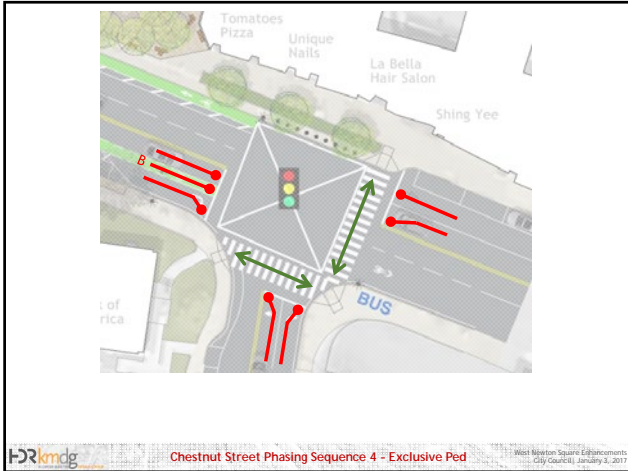 Tomatoes
Pizza
Unique
Nails
La Bella
Hair Salon
Shing Yee
B
BUS
k of
rica
HDR kmdg
Chestnut Street Phasing Sequence 4 - Exclusive Ped
West Newton Square Enhancements
City Council | January 3, 2017